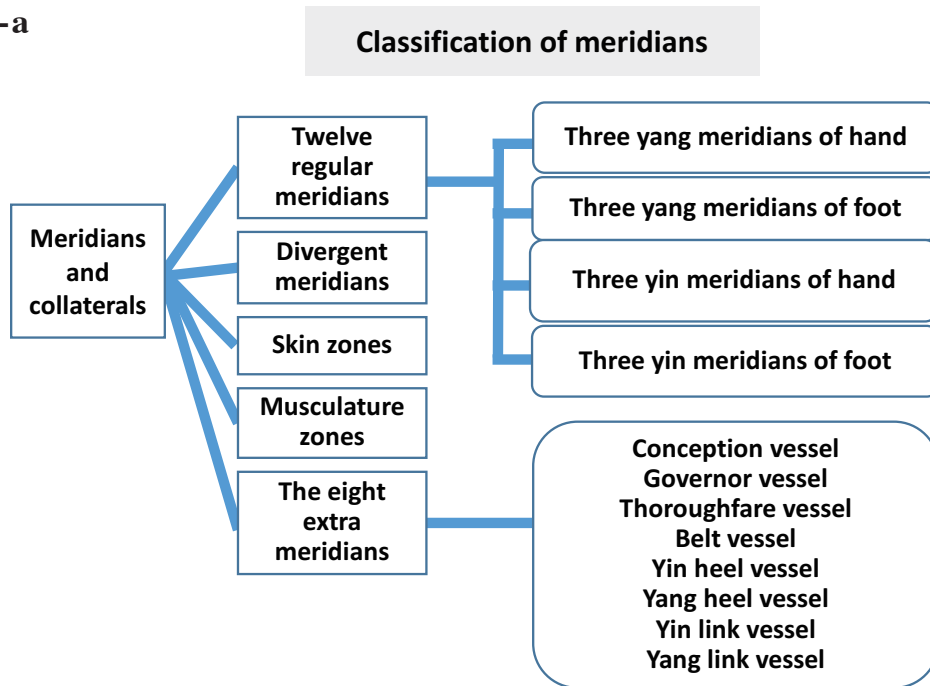 -a
Classification of meridians
Meridians
and
collaterals
Twelve
regular
meridians
Divergent
meridians
Skin zones
Musculature
zones
The eight
extra
meridians
Three yang meridians of hand
Three yang meridians of foot
Three yin meridians of hand
Three yin meridians of foot
Conception vessel
Governor vessel
Thoroughfare vessel
Belt vessel
Yin heel vessel
Yang heel vessel
Yin link vessel
Yang link vessel